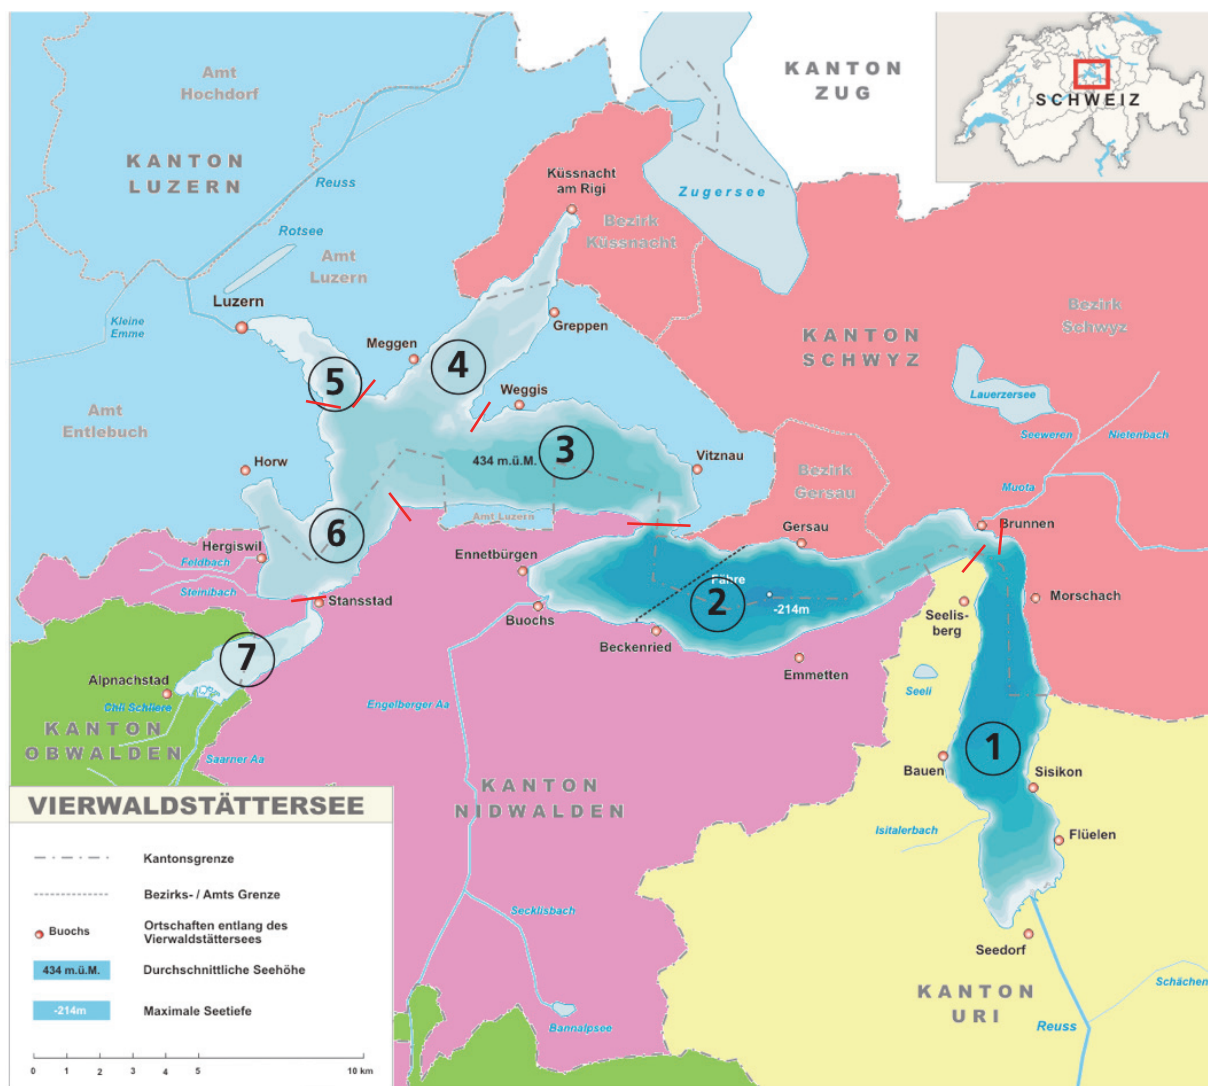 Amt
Hochdorf
KANTON
LUZERN
Reuss
Rotsee
Amt
Luzern
Luzern
Kleine
Emme
Amt
Entlebuch
Meggen
Horw
KANTON
ZUG
SCHWEIZ
Küssnacht
am Rigi
Bezirk
Küssnacht
Zugersee
Greppen
Weggis
KANTON
SCHWYZ
Bezirk
Schwyz
Lauerzersee
Seeweren
Nietenbach
Muota
Vitznau
Bezirk
Gersau
Gersau
Brunnen
5
4
3
434 m.ü.M.
6
Amt Luzern
Hergiswil
Feldbach
Steinibach
Stansstad
Ennetbürgen
Buochs
Fähre
2
-214m
Beckenried
Emmetten
Seelis-
berg
Morschach
7
Alpnachstad
Chli Schliere
KANTON
OBWALDEN
Saarner Aa
Engelberger Aa
Seeli
1
Bauen
Sisikon
KANTON
NIDWALDEN
Isitalerbach
Flüelen
Seedorf
Secklisbach
Bannalpsee
KANTON
URI
Reuss
Schächen
VIERWALDSTÄTTERSEE
Kantonsgrenze
Bezirks- / Amts Grenze
Buochs
Ortschaften entlang des
Vierwaldstättersees
434 m.ü.M.
Durchschnittliche Seehöhe
-214m
Maximale Seetiefe
0 1 2 3 4 5 10 km